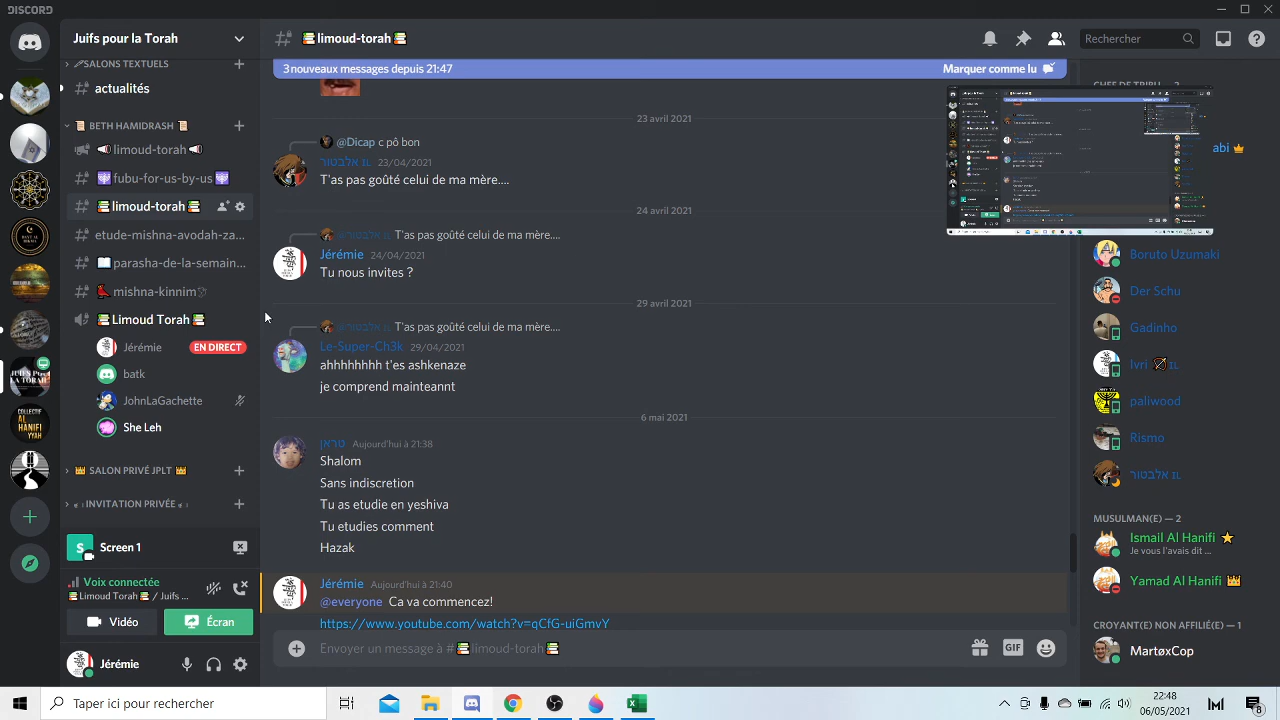 DISCORD
Juifs pour la Torah
SALONS TEXTUELS
actualités
BETH HAMIDRASH
limoud-torah
fureur-nus-by-us
limoud-torah
etude-mishna-avodah-za...
parasha-de-la-semain...
mishna-kinnim
Limoud Torah
Jérémie EN DIRECT
batk
JohnLaGachette
She Leh
SALON PRIVÉ JPLT
INVITATION PRIVÉE
Screen 1
Voix connectée
Limoud Torah / Juifs ...
Vidéo
Écran
Jérémie
limoud-torah
Rechercher
3 nouveaux messages depuis 21:47
Marquer comme lu
23 avril 2021
@Dicap c pô bon
אלבטור IL 23/04/2021
T'as pas goûté celui de ma mère....
24 avril 2021
@אלבטור IL T'as pas goûté celui de ma mère....
Jérémie 24/04/2021
Tu nous invites ?
29 avril 2021
@אלבטור IL T'as pas goûté celui de ma mère....
Le-Super-Ch3k 29/04/2021
ahhhhhhhh t'es ashkenaze
je comprend mainteannt
6 mai 2021
טראן Aujourd'hui à 21:38
Shalom
Sans indiscretion
Tu as etudie en yeshiva
Tu etudies comment
Hazak
Jérémie Aujourd'hui à 21:40
@everyone Ca va commencez!
https://www.youtube.com/watch?v=qCfG-uiGmvY
Envoyer un message à # limoud-torah
GIF
abi
Boruto Uzumaki
Der Schu
Gadinho
Ivri IL
paliwood
Rismo
אלבטור IL
MUSULMAN(E) — 2
Ismail Al Hanifi
Je vous l'avais dit ...
Yamad Al Hanifi
CROYANT(E) NON AFFILIÉ(E) — 1
MartøxCop
Taper ici pour rechercher
22:48
06/05/2021
8